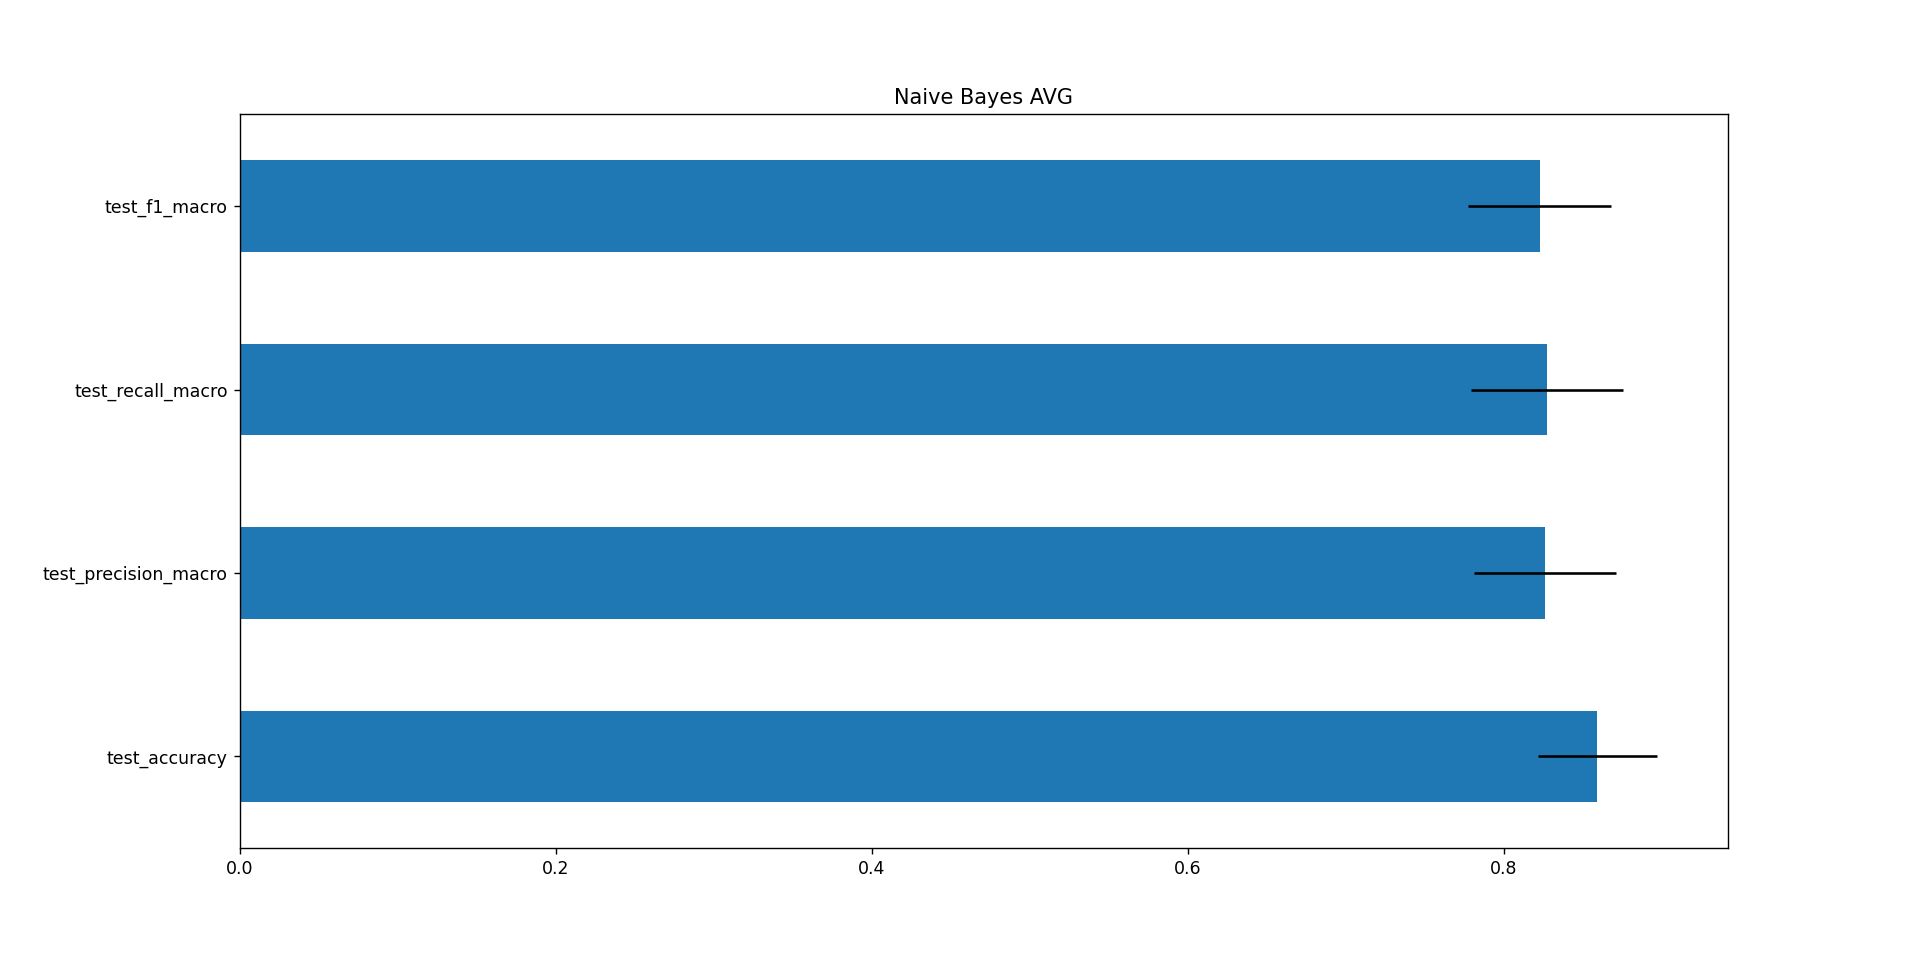 Naive Bayes AVG
test_f1_macro
test_recall_macro
test_precision_macro
test_accuracy
0.0 0.2 0.4 0.6 0.8